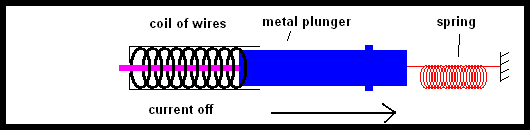 coil of wires metal plunger spring
current off